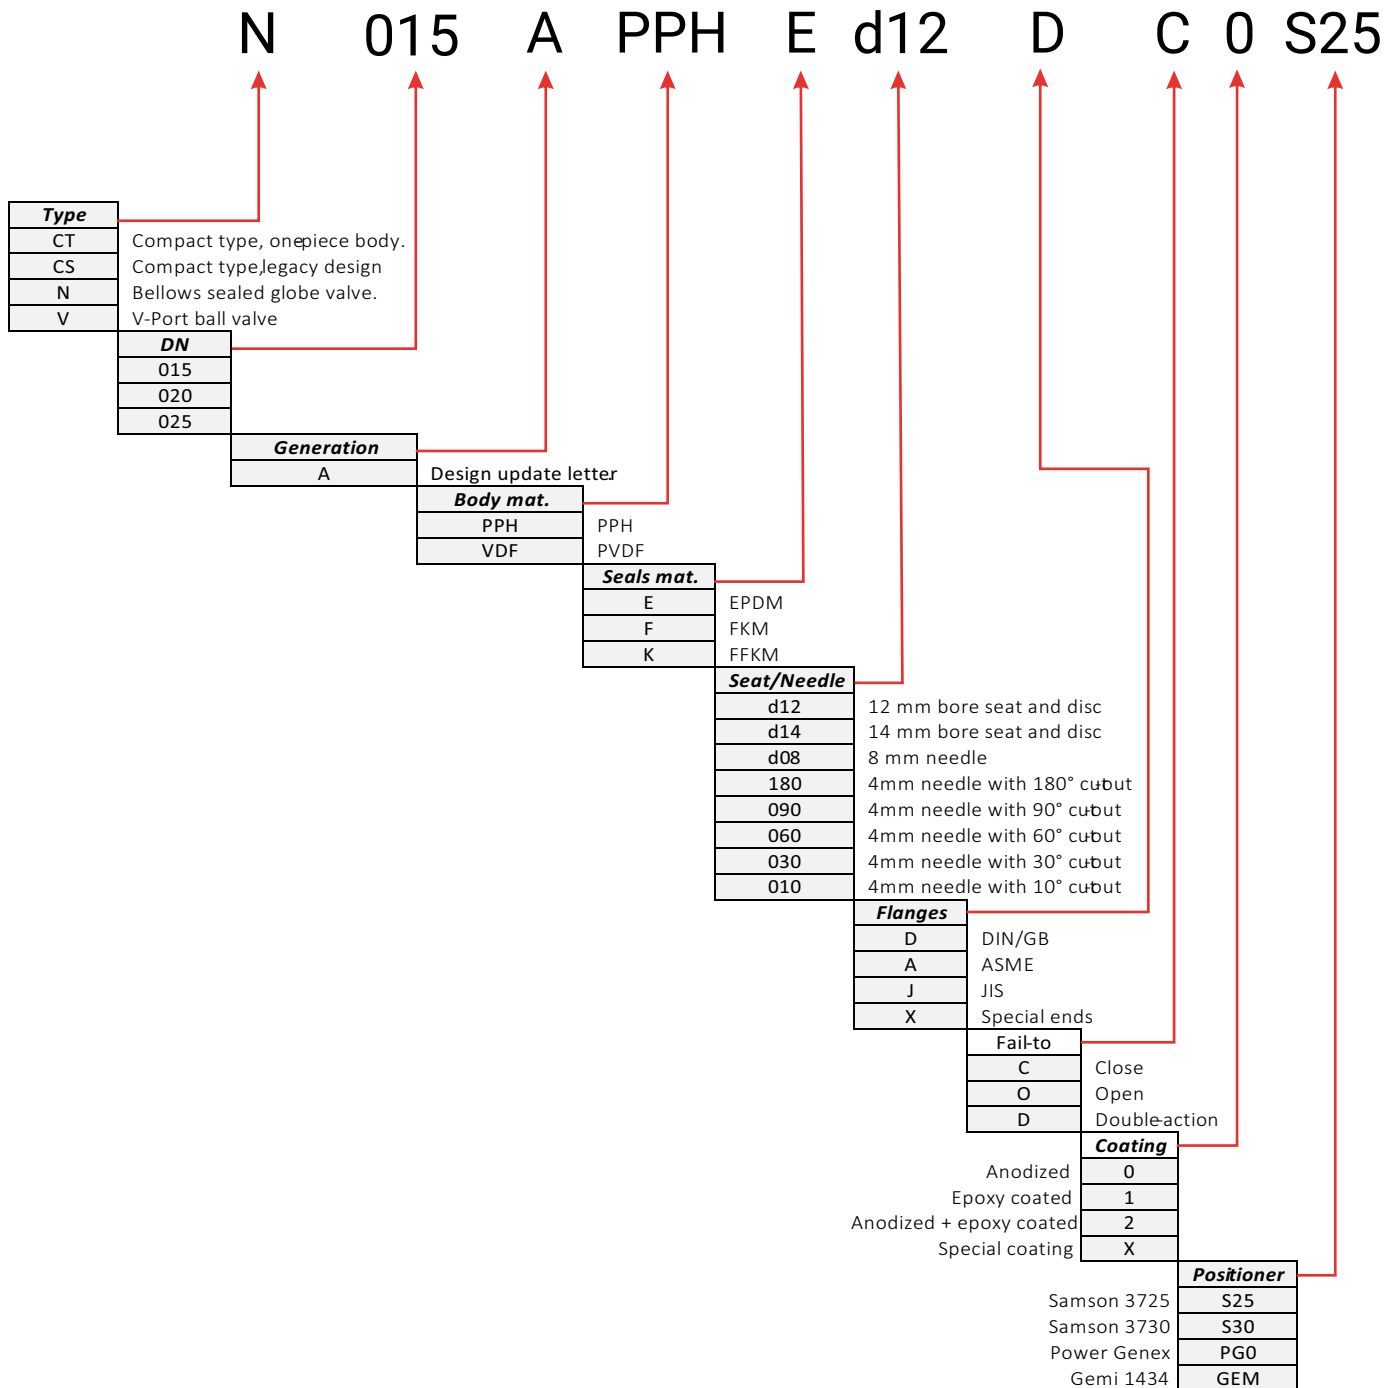 N 015 A PPH E d12 D C 0 S25
Type
CT Compact type, onepiece body.
CS Compact type,legacy design
N Bellows sealed globe valve.
V V-Port ball valve
DN
015
020
025
Generation
A Design update letter
Body mat.
PPH PPH
VDF PVDF
Seals mat.
E EPDM
F FKM
K FFKM
Seat/Needle
d12 12 mm bore seat and disc
d14 14 mm bore seat and disc
d08 8 mm needle
180 4mm needle with 180° cut-out
090 4mm needle with 90° cut-out
060 4mm needle with 60° cut-out
030 4mm needle with 30° cut-out
010 4mm needle with 10° cut-out
Flanges
D DIN/GB
A ASME
J JIS
X Special ends
Fail-to
C Close
O Open
D Double-action
Coating
Anodized 0
Epoxy coated 1
Anodized + epoxy coated 2
Special coating X
Positioner
Samson 3725 S25
Samson 3730 S30
Power Genex PG0
Gemi 1434 GEM